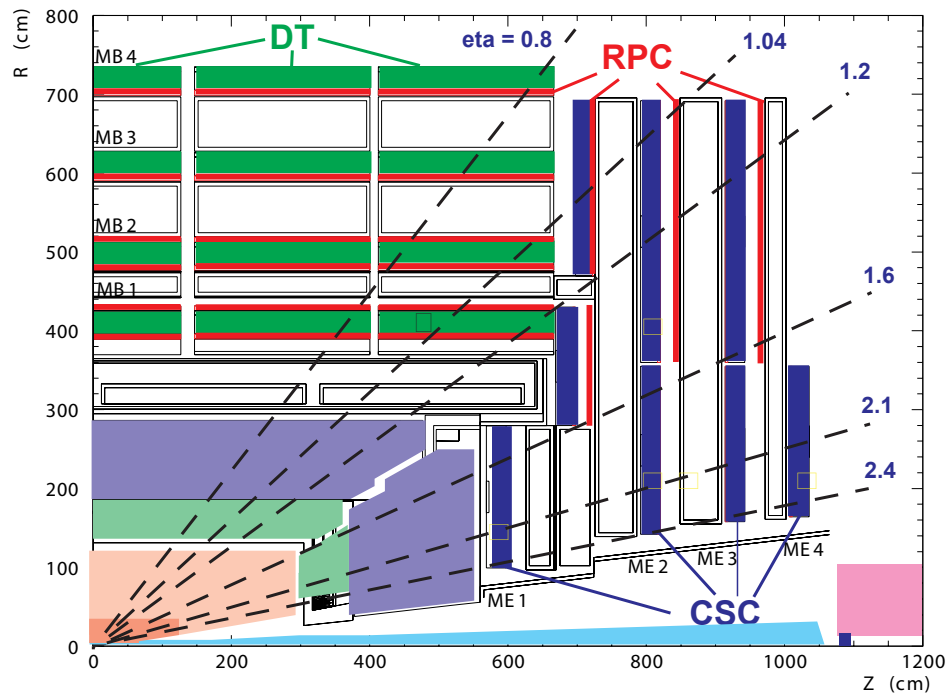 R (cm)
800
700
600
500
400
300
200
100
0
MB 4
MB 3
MB 2
MB 1
DT
eta = 0.8
1.04
RPC
1.2
1.6
2.1
2.4
ME 1
ME 2
ME 3
ME 4
CSC
0
200
400
600
800
1000
1200
Z (cm)